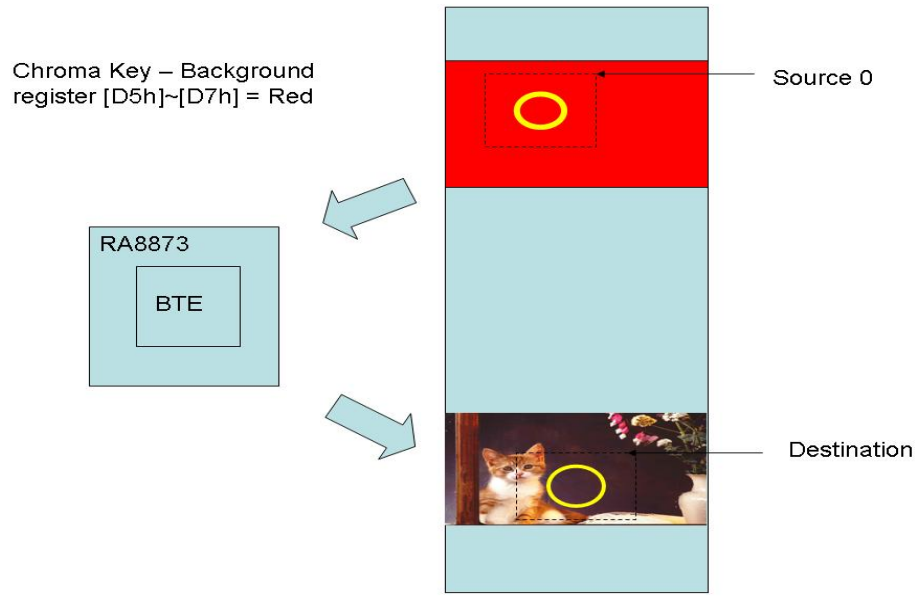 Chroma Key – Background
register [D5h]~[D7h] = Red
Source 0
RA8873
BTE
Destination